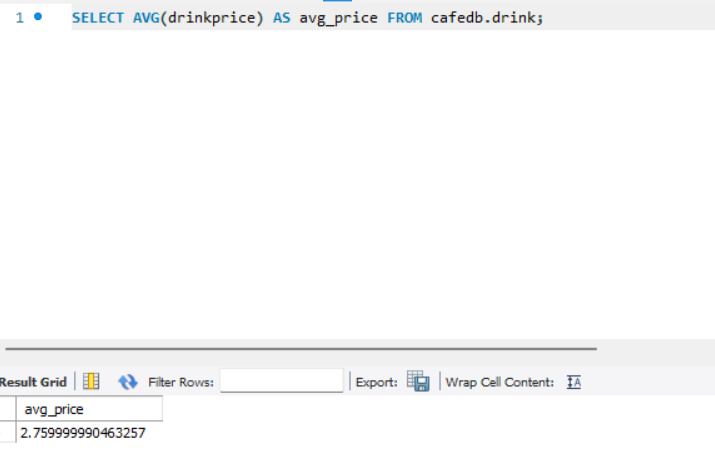 1 SELECT AVG(drinkprice) AS avg_price FROM cafedb.drink;
Result Grid Filter Rows: Export: Wrap Cell Content: IA
avg_price
2.759999990463257